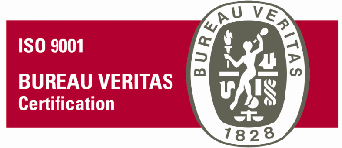 ISO 9001
BUREAU VERITAS
Certification
BUREAU VERITAS
1828